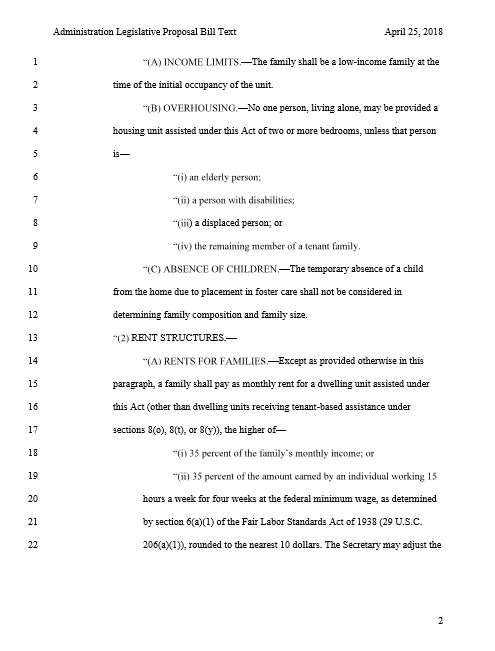 Administration Legislative Proposal Bill Text April 25, 2018
1 “(A) INCOME LIMITS.—The family shall be a low-income family at the
2 time of the initial occupancy of the unit.
3 “(B) OVERHOUSING.—No one person, living alone, may be provided a
4 housing unit assisted under this Act of two or more bedrooms, unless that person
5 is—
6 “(i) an elderly person;
7 “(ii) a person with disabilities;
8 “(iii) a displaced person; or
9 “(iv) the remaining member of a tenant family.
10 “(C) ABSENCE OF CHILDREN.—The temporary absence of a child
11 from the home due to placement in foster care shall not be considered in
12 determining family composition and family size.
13 “(2) RENT STRUCTURES.—
14 “(A) RENTS FOR FAMILIES.—Except as provided otherwise in this
15 paragraph, a family shall pay as monthly rent for a dwelling unit assisted under
16 this Act (other than dwelling units receiving tenant-based assistance under
17 sections 8(o), 8(t), or 8(y)), the higher of—
18 “(i) 35 percent of the family’s monthly income; or
19 “(ii) 35 percent of the amount earned by an individual working 15
20 hours a week for four weeks at the federal minimum wage, as determined
21 by section 6(a)(1) of the Fair Labor Standards Act of 1938 (29 U.S.C.
22 206(a)(1)), rounded to the nearest 10 dollars. The Secretary may adjust the
2